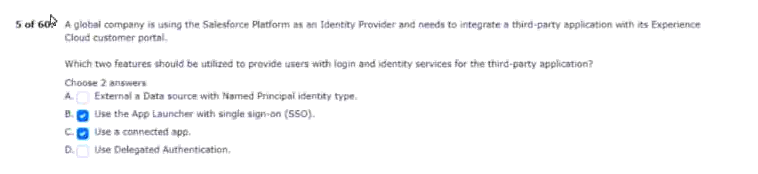 5 of 60. A global company is using the Salesforce Platform as an Identity Provider and needs to integrate a third-party application with its Experience
Cloud customer portal.
Which two features should be utilized to provide users with login and identity services for the third-party application?
Choose 2 answers
A. External a Data source with Named Principal identity type.
B. Use the App Launcher with single sign-on (SSO).
C. Use a connected app.
D. Use Delegated Authentication.